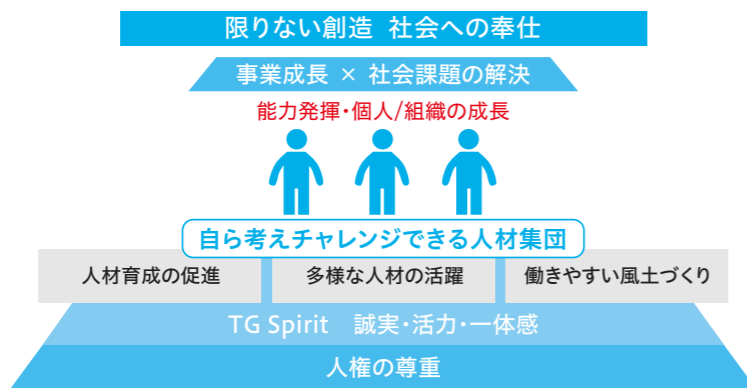 限りない創造 社会への奉仕
事業成長 × 社会課題の解決
能力発揮・個人/組織の成長
自ら考えチャレンジできる人材集団
人材育成の促進
多様な人材の活躍
働きやすい風土づくり
TG Spirit 誠実・活力・一体感
人権の尊重